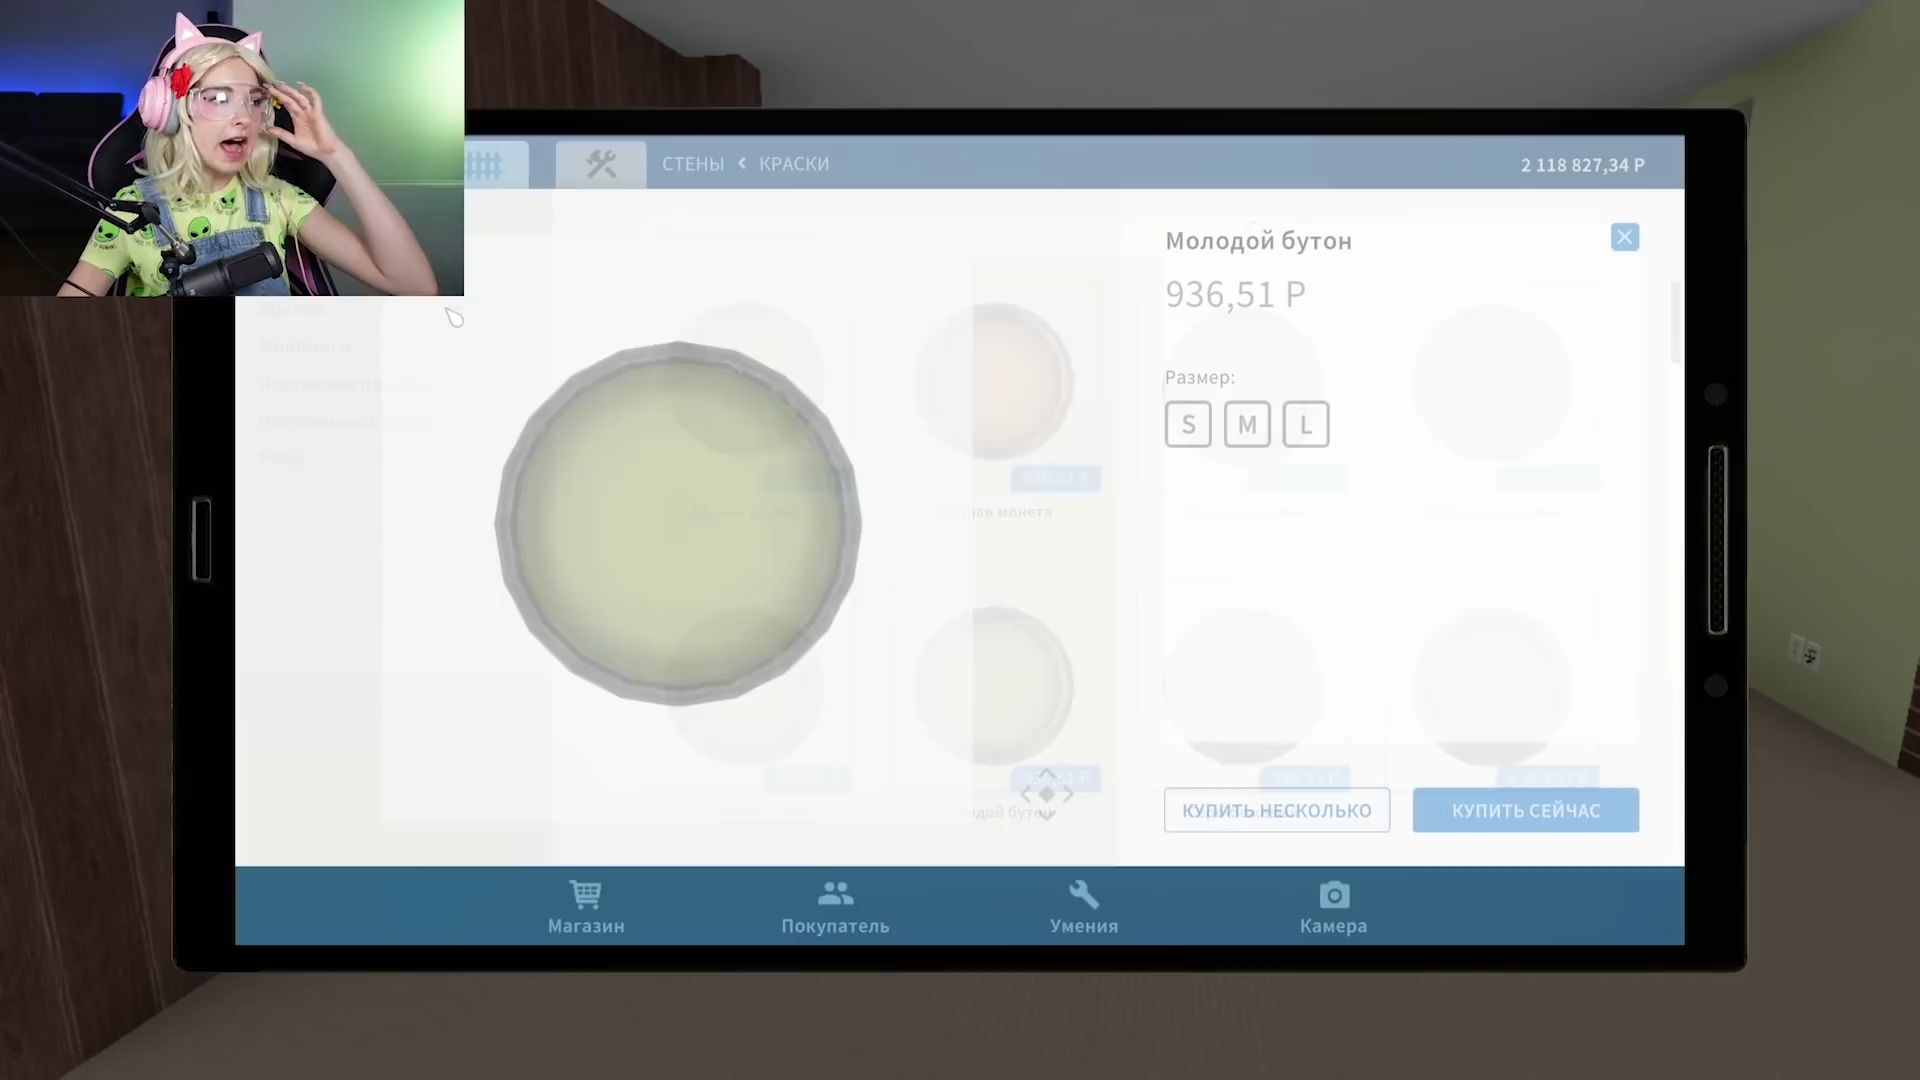 СТЕНЫ < КРАСКИ
2 118 827,34 Р
Молодой бутон
936,51 Р
Размер:
S M L
монета
КУПИТЬ НЕСКОЛЬКО
КУПИТЬ СЕЙЧАС
Магазин
Покупатель
Умения
Камера